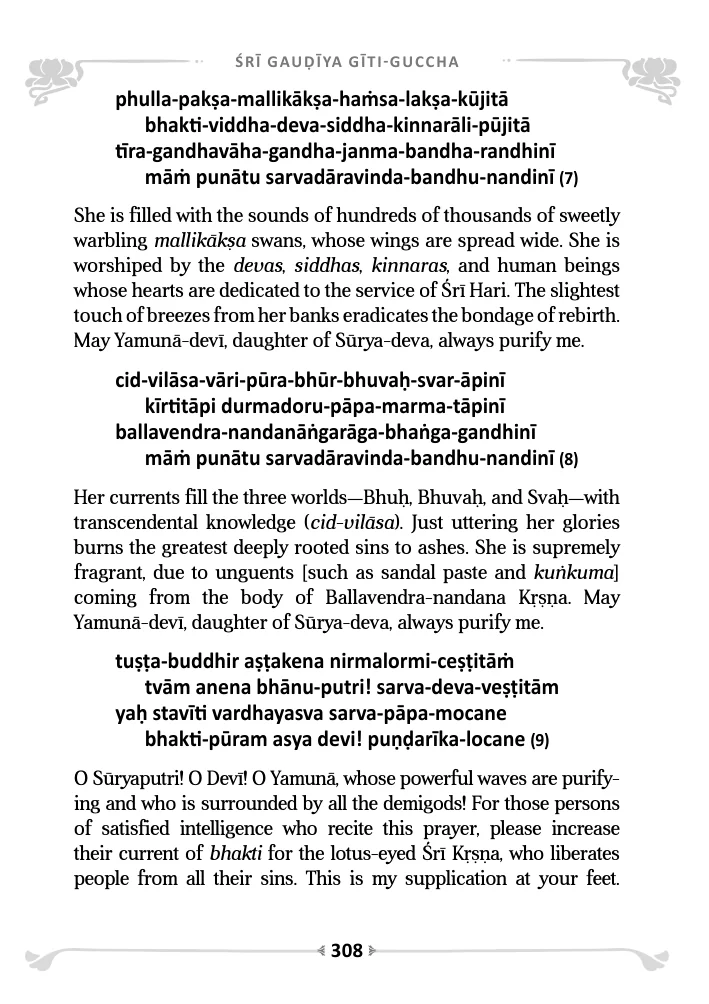 ŚRĪ GAUḌĪYA GĪTI-GUCCHA
phulla-pakṣa-mallikākṣa-haṁsa-lakṣa-kūjitā
bhakti-viddha-deva-siddha-kinnarāli-pūjitā
tīra-gandhavāha-gandha-janma-bandha-randhinī
māṁ punātu sarvadāravinda-bandhu-nandinī (7)
She is filled with the sounds of hundreds of thousands of sweetly
warbling mallikākṣa swans, whose wings are spread wide. She is
worshiped by the devas, siddhas, kinnaras, and human beings
whose hearts are dedicated to the service of Śrī Hari. The slightest
touch of breezes from her banks eradicates the bondage of rebirth.
May Yamunā-devī, daughter of Sūrya-deva, always purify me.
cid-vilāsa-vāri-pūra-bhūr-bhuvaḥ-svar-āpinī
kīrtitāpi durmadoru-pāpa-marma-tāpinī
ballavendra-nandanāṅgarāga-bhaṅga-gandhinī
māṁ punātu sarvadāravinda-bandhu-nandinī (8)
Her currents fill the three worlds—Bhuḥ, Bhuvaḥ, and Svaḥ—with
transcendental knowledge (cid-vilāsa). Just uttering her glories
burns the greatest deeply rooted sins to ashes. She is supremely
fragrant, due to unguents [such as sandal paste and kuṅkuma]
coming from the body of Ballavendra-nandana Kṛṣṇa. May
Yamunā-devī, daughter of Sūrya-deva, always purify me.
tuṣṭa-buddhir aṣṭakena nirmalormi-ceṣṭitāṁ
tvām anena bhānu-putri! sarva-deva-veṣṭitām
yaḥ stavīti vardhayasva sarva-pāpa-mocane
bhakti-pūram asya devi! puṇḍarīka-locane (9)
O Sūryaputri! O Devī! O Yamunā, whose powerful waves are purify-
ing and who is surrounded by all the demigods! For those persons
of satisfied intelligence who recite this prayer, please increase
their current of bhakti for the lotus-eyed Śrī Kṛṣṇa, who liberates
people from all their sins. This is my supplication at your feet.
308